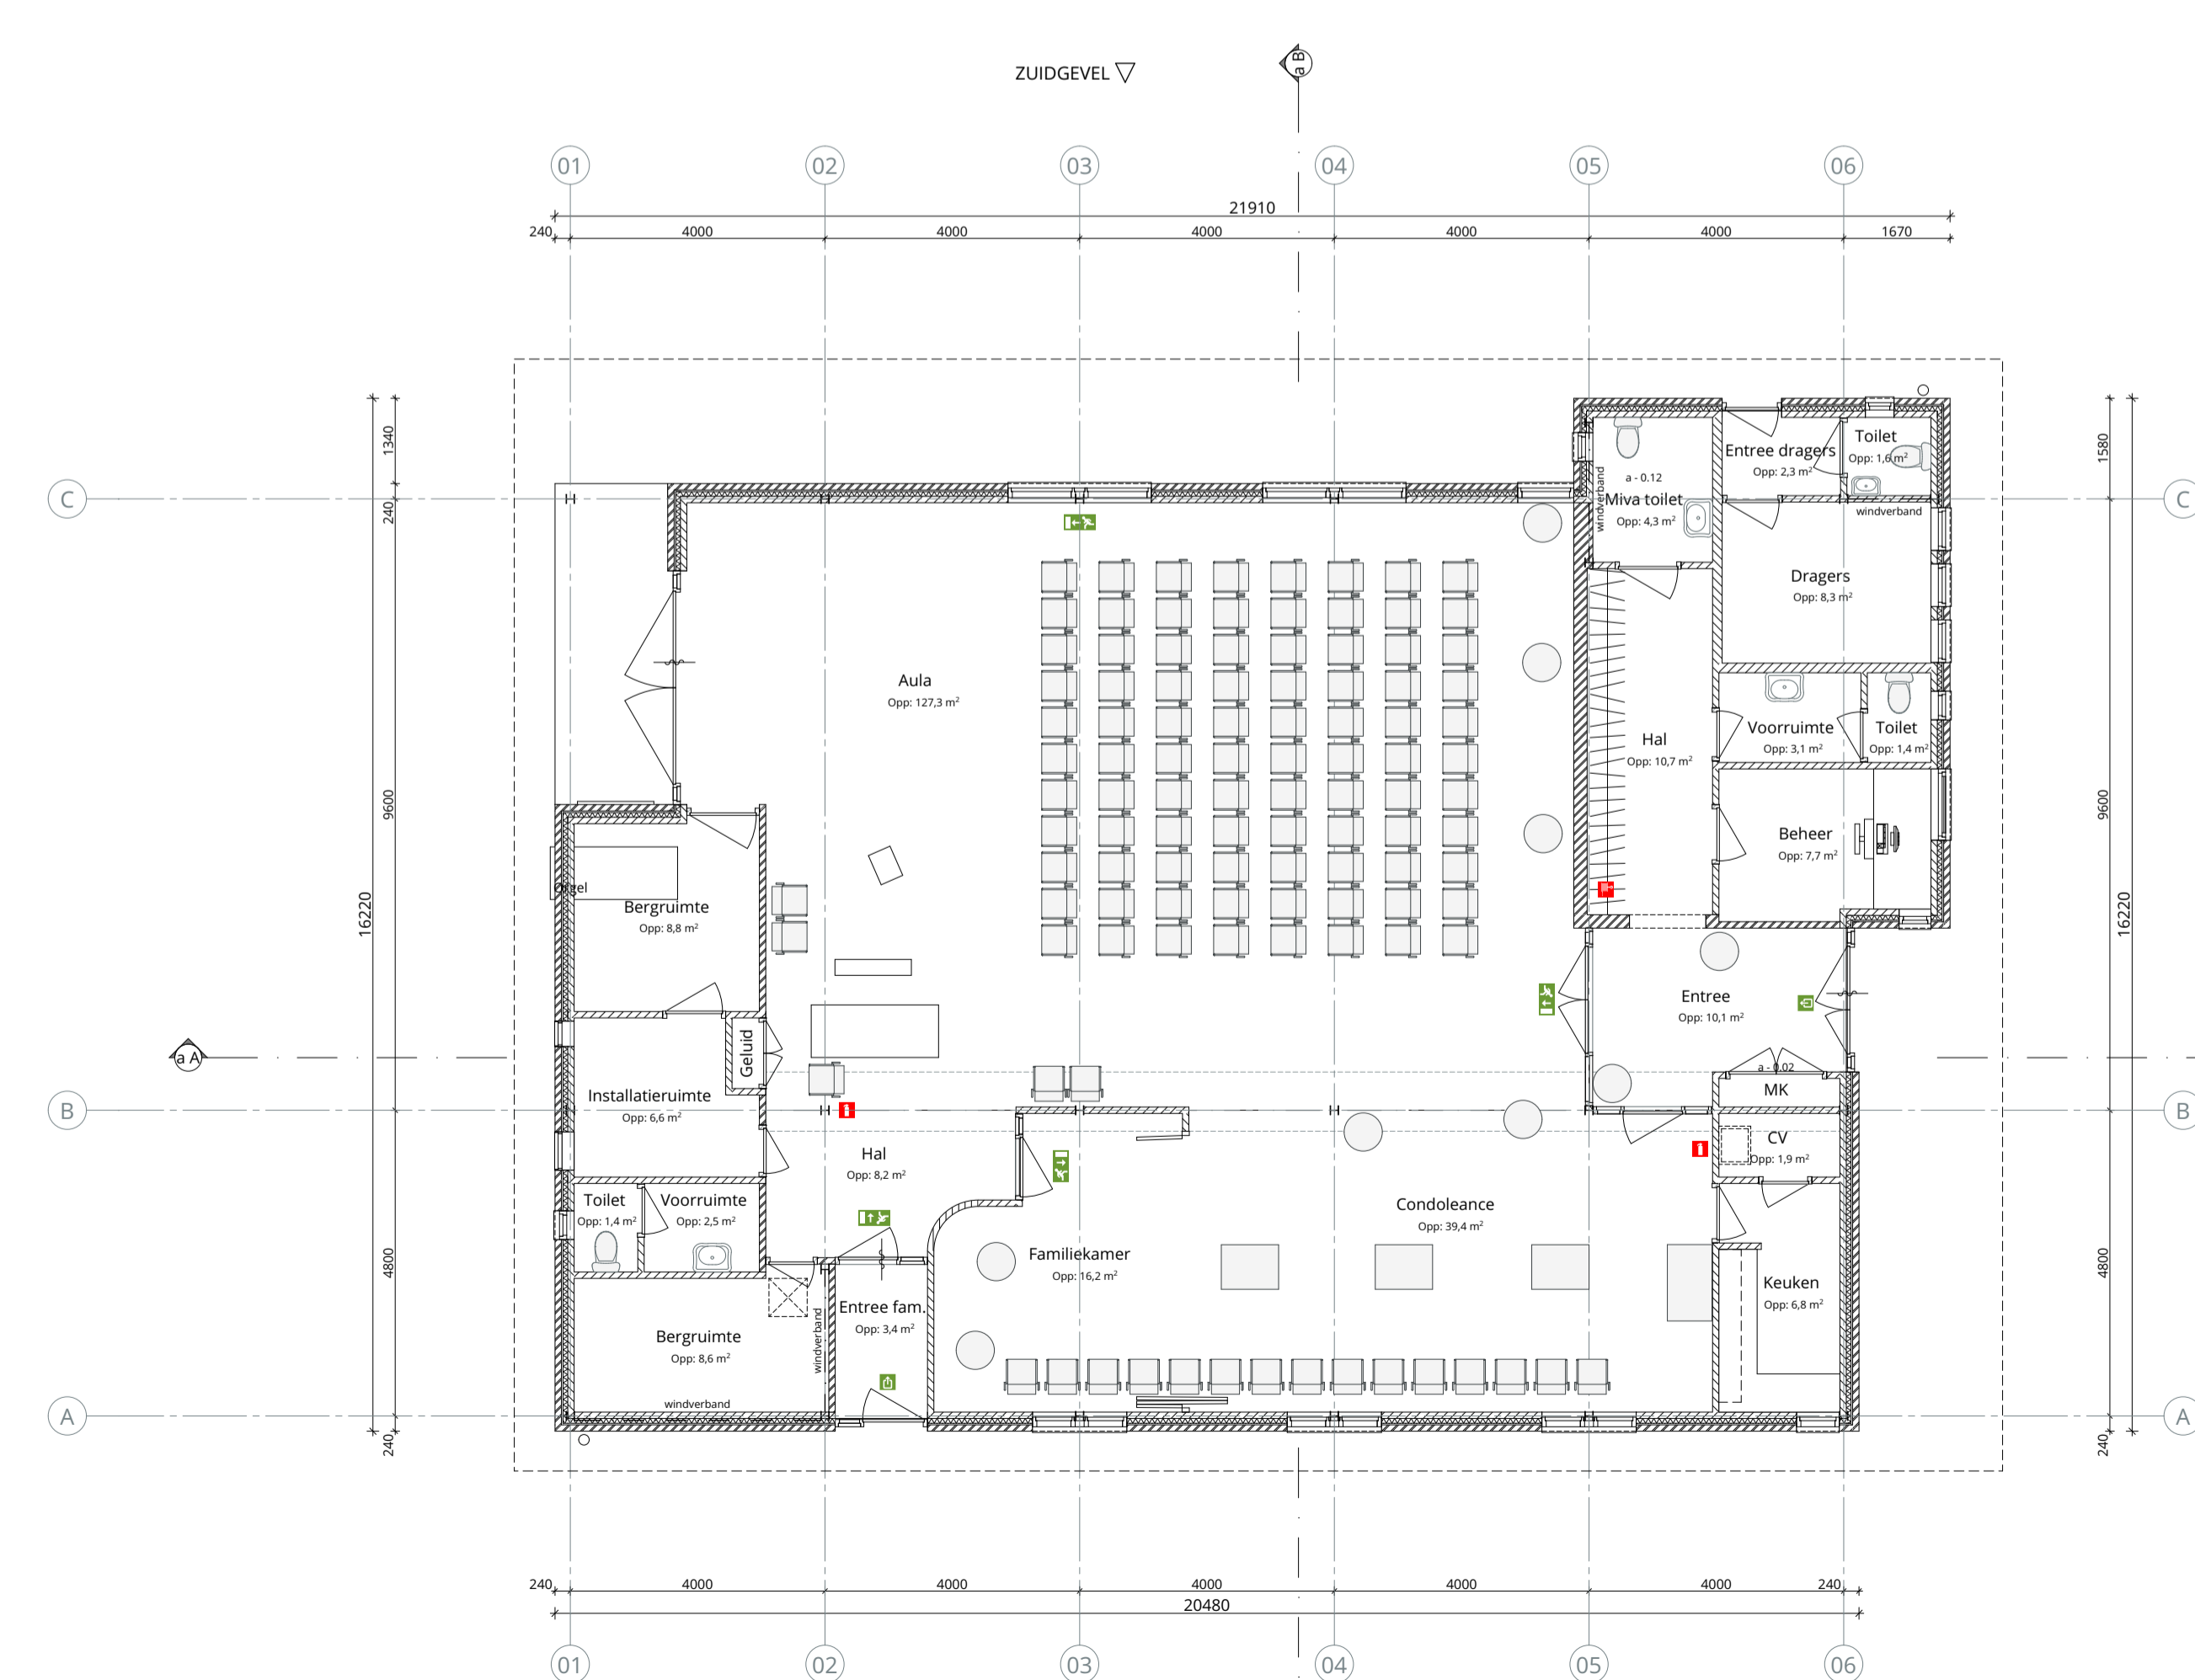 ZUIDGEVEL
a B
01
02
03
04
05
06
21910
240
4000
4000
4000
4000
4000
1670
1340
240
9600
4800
240
16220
1580
9600
4800
240
16220
C
C
B
B
A
A
a A
Toilet
Opp: 1,6 m²
Entree dragers
Opp: 2,3 m²
a - 0.12
Miva toilet
Opp: 4,3 m²
windverband
windverband
Dragers
Opp: 8,3 m²
Aula
Opp: 127,3 m²
Hal
Opp: 10,7 m²
Voorruimte
Opp: 3,1 m²
Toilet
Opp: 1,4 m²
Beheer
Opp: 7,7 m²
Orgel
Bergruimte
Opp: 8,8 m²
Entree
Opp: 10,1 m²
Geluid
a - 0.02
MK
Installatieruimte
Opp: 6,6 m²
CV
Opp: 1,9 m²
Hal
Opp: 8,2 m²
Toilet
Opp: 1,4 m²
Voorruimte
Opp: 2,5 m²
Condoleance
Opp: 39,4 m²
Familiekamer
Opp: 16,2 m²
Keuken
Opp: 6,8 m²
Entree fam.
Opp: 3,4 m²
Bergruimte
Opp: 8,6 m²
windverband
windverband
240
4000
4000
4000
4000
4000
240
20480
01
02
03
04
05
06